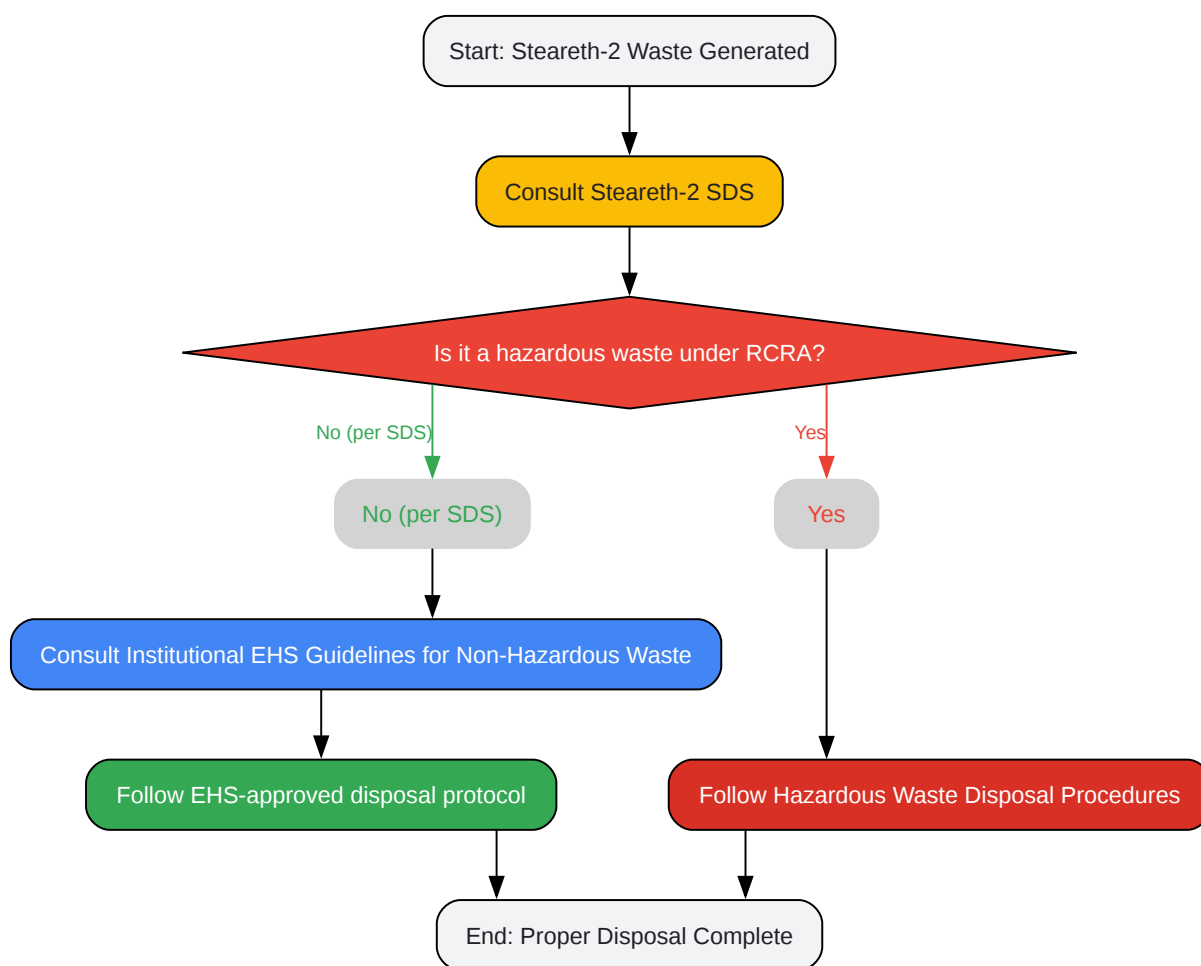 Start: Steareth-2 Waste Generated
Consult Steareth-2 SDS
Is it a hazardous waste under RCRA?
No (per SDS)
Yes
No (per SDS)
Yes
Consult Institutional EHS Guidelines for Non-Hazardous Waste
Follow EHS-approved disposal protocol
Follow Hazardous Waste Disposal Procedures
End: Proper Disposal Complete